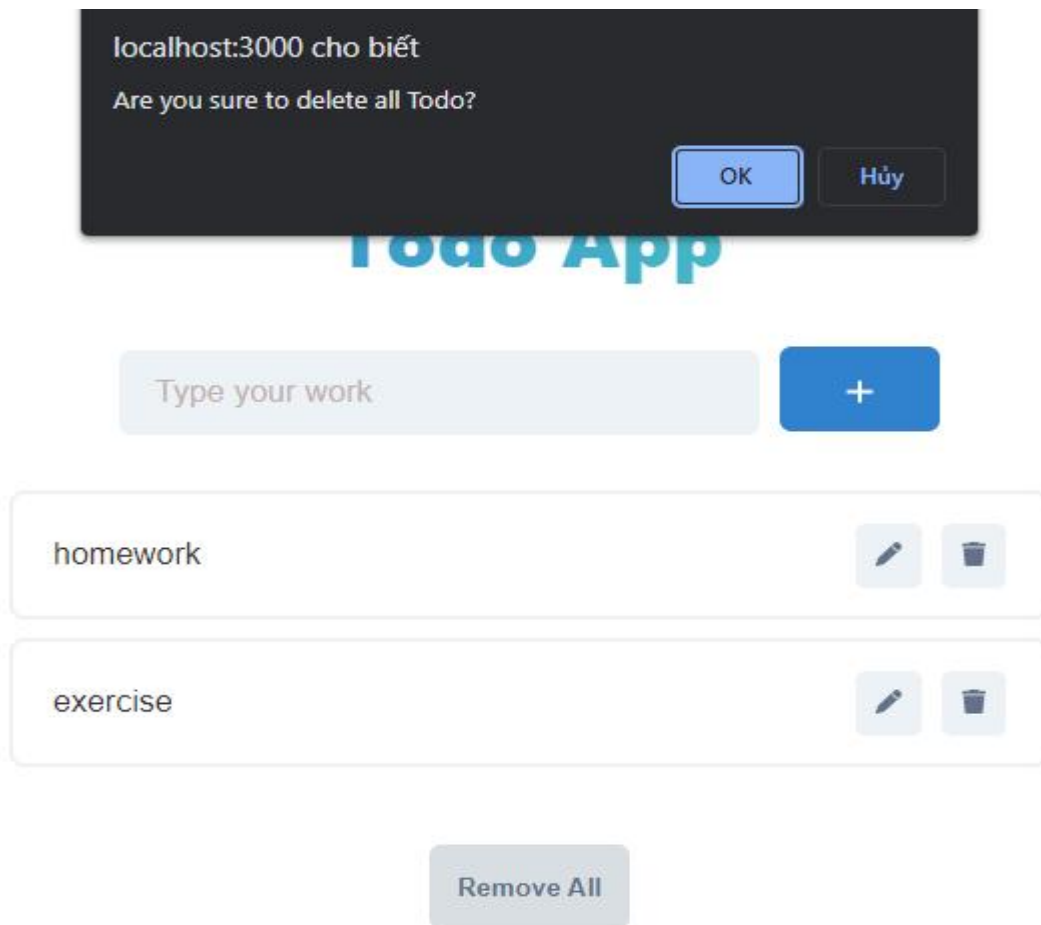 localhost:3000 cho biết
Are you sure to delete all Todo?
OK Hủy
Todo App
Type your work +
homework
exercise
Remove All